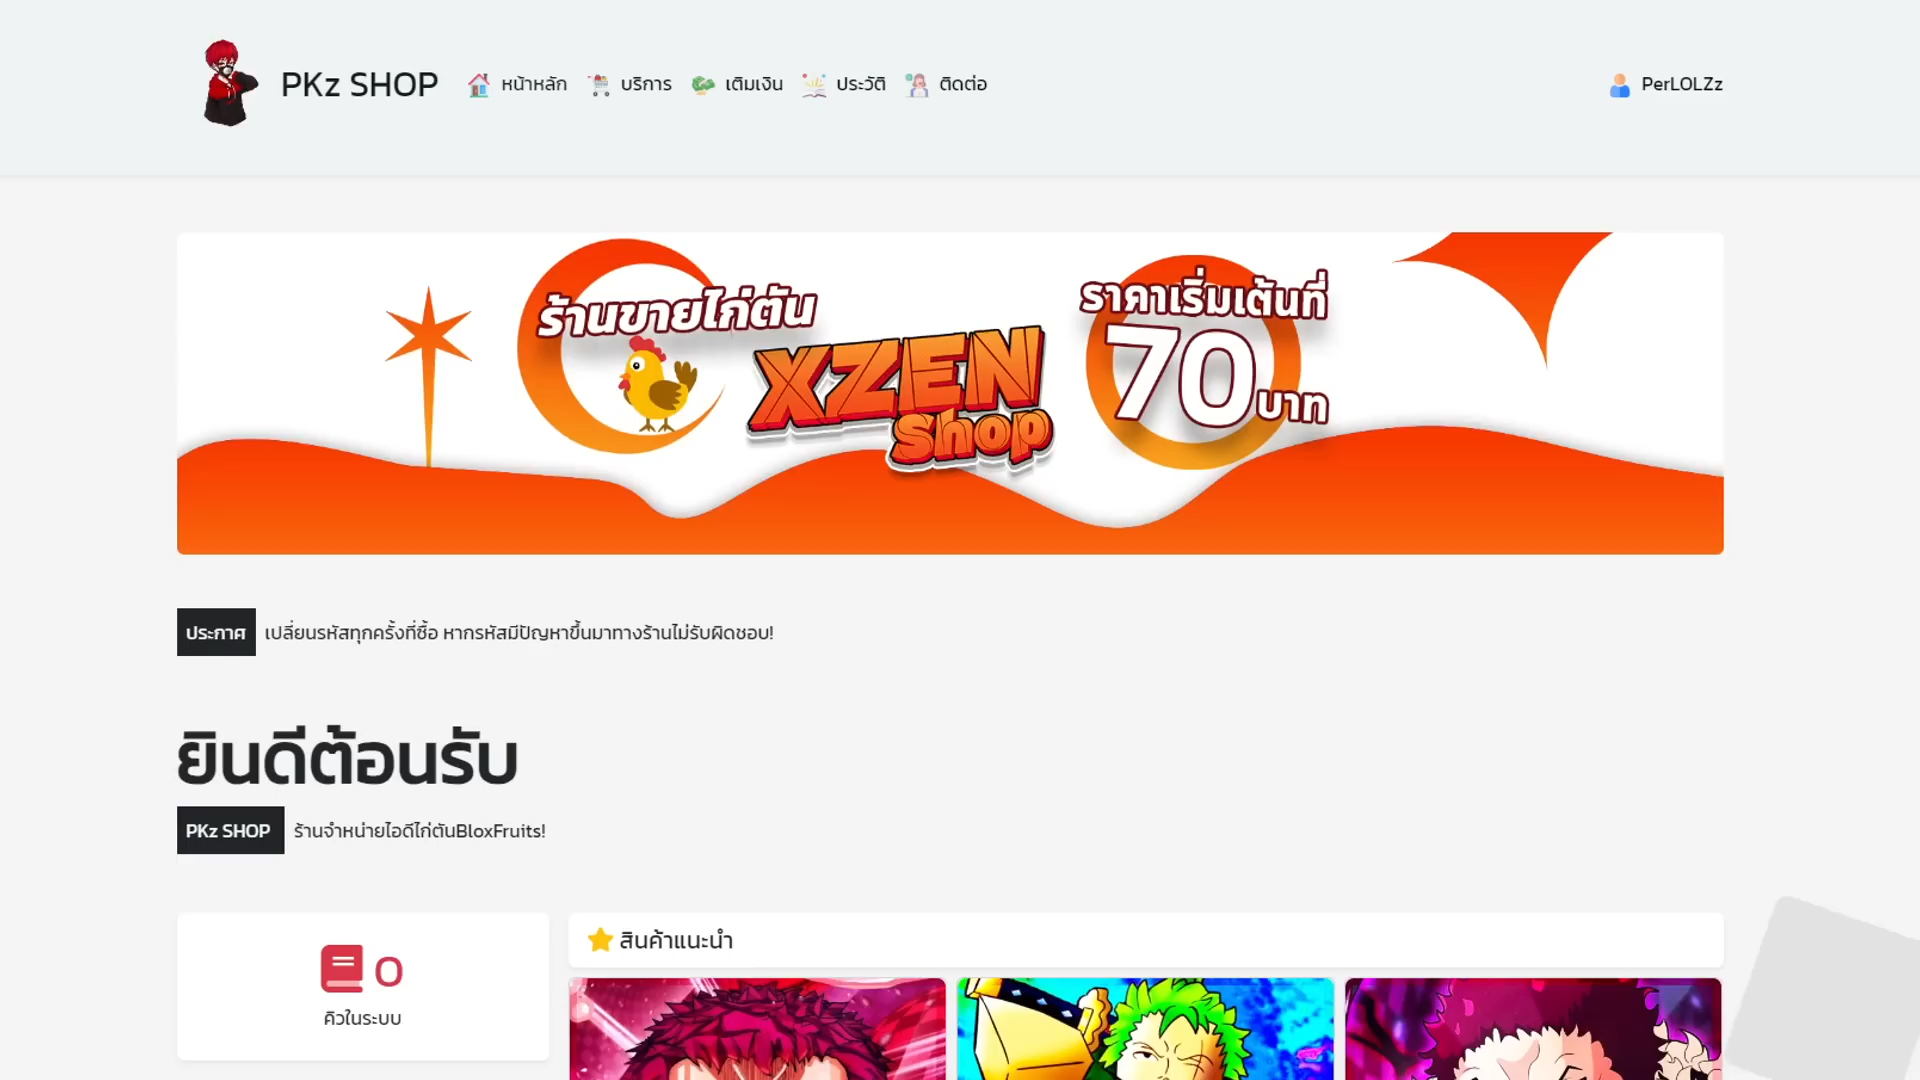 PKz SHOP
หน้าหลัก
บริการ
เติมเงิน
ประวัติ
ติดต่อ
PerLOLZz
ร้านขายไก่ตัน
XZEN
Shop
ราคาเริ่มเต้นที่
70บาท
ประกาศ เปลี่ยนรหัสทุกครั้งที่ซื้อ หากรหัสมีปัญหาขึ้นมาทางร้านไม่รับผิดชอบ!
ยินดีต้อนรับ
PKz SHOP ร้านจำหน่ายไอดีไก่ตันBloxFruits!
0
คิวในระบบ
สินค้าแนะนำ